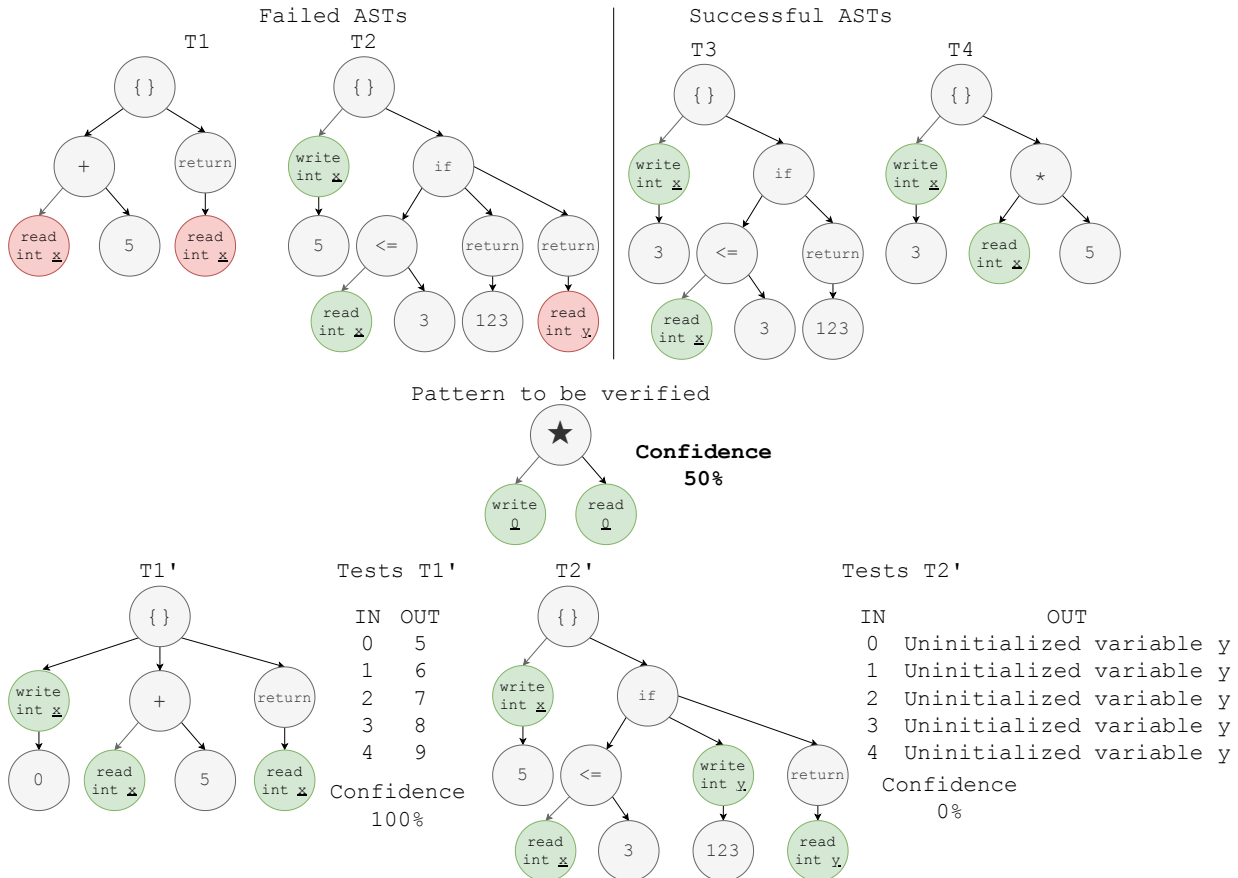 Failed ASTs
Successful ASTs
T1
T2
T3
T4
{}
{}
{}
{}
+
return
write
int x
if
write
int x
if
write
int x
*
read
int x
5
read
int x
5
<=
return
return
3
<=
return
3
read
int x
5
read
int x
3
123
read
int y
read
int x
3
123
Pattern to be verified
★
Confidence
50%
write
0
read
0
T1'
Tests T1'
T2'
Tests T2'
{}
IN OUT
0 5
1 6
2 7
3 8
4 9
Confidence
100%
write
int x
+
return
0
read
int x
5
read
int x
{}
write
int x
if
5
<=
write
int y
return
read
int x
3
123
read
int y
IN OUT
0 Uninitialized variable y
1 Uninitialized variable y
2 Uninitialized variable y
3 Uninitialized variable y
4 Uninitialized variable y
Confidence
0%